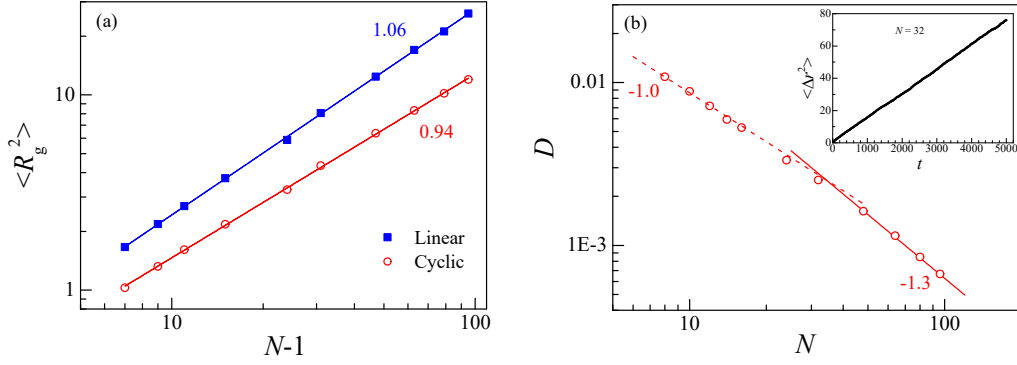 (a)
1.06
10
<R_g^2>
0.94
Linear
Cyclic
1
10
100
N-1
(b)
80
60
40
20
0
<Δr^2>
N = 32
0 1000 2000 3000 4000 5000
t
0.01
-1.0
D
1E-3
-1.3
10
100
N